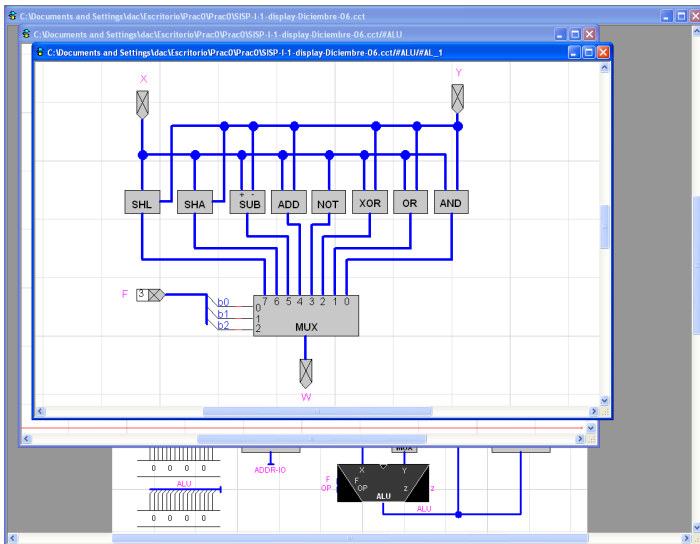 C:\Documents and Settings\dac\Escritorio\Prac0\Prac0\SISP-I-1-display-Diciembre-06.cct
C:\Documents and Settings\dac\Escritorio\Prac0\Prac0\SISP-I-1-display-Diciembre-06.cct/#ALU
C:\Documents and Settings\dac\Escritorio\Prac0\Prac0\SISP-I-1-display-Diciembre-06.cct/#ALU/#AL_1
X
Y
+ -
SHL SHA SUB ADD NOT XOR OR AND
F 3
7 6 5 4 3 2 1 0
b0 0
b1 1
b2 2
MUX
W
MUX
0 0 0 0
ADDR-IO
X Y
F F
OP OP
Z Z
ALU
ALU
ALU
0 0 0 0